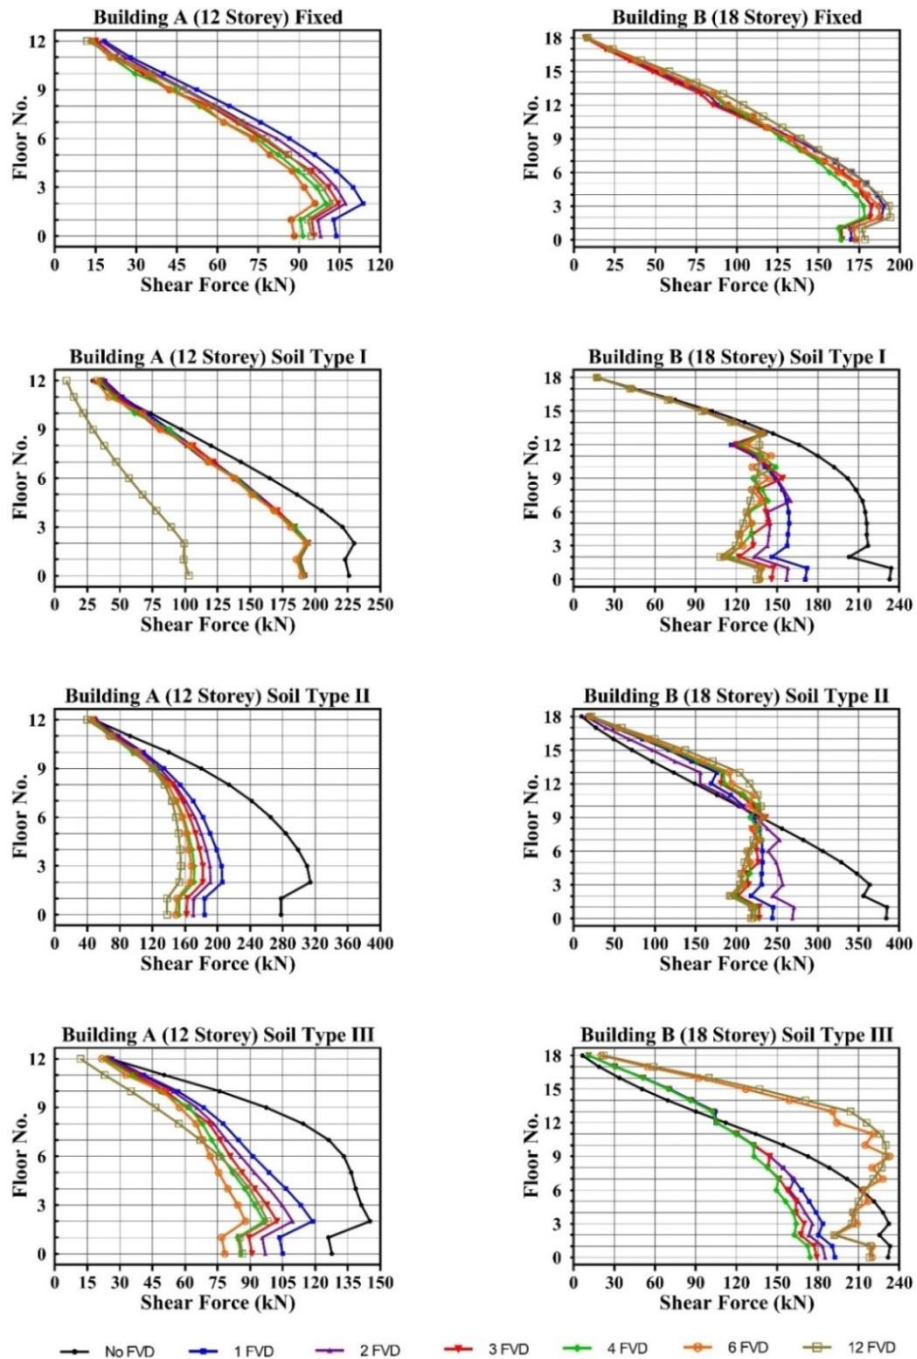 Building A (12 Storey) Fixed
12
9
6
3
0
Floor No.
0 15 30 45 60 75 90 105 120
Shear Force (kN)
Building B (18 Storey) Fixed
18
15
12
9
6
3
0
Floor No.
0 25 50 75 100 125 150 175 200
Shear Force (kN)
Building A (12 Storey) Soil Type I
12
9
6
3
0
Floor No.
0 25 50 75 100 125 150 175 200 225 250
Shear Force (kN)
Building B (18 Storey) Soil Type I
18
15
12
9
6
3
0
Floor No.
0 30 60 90 120 150 180 210 240
Shear Force (kN)
Building A (12 Storey) Soil Type II
12
9
6
3
0
Floor No.
0 40 80 120 160 200 240 280 320 360 400
Shear Force (kN)
Building B (18 Storey) Soil Type II
18
15
12
9
6
3
0
Floor No.
0 50 100 150 200 250 300 350 400
Shear Force (kN)
Building A (12 Storey) Soil Type III
12
9
6
3
0
Floor No.
0 15 30 45 60 75 90 105 120 135 150
Shear Force (kN)
Building B (18 Storey) Soil Type III
18
15
12
9
6
3
0
Floor No.
0 30 60 90 120 150 180 210 240
Shear Force (kN)
No FVD 1 FVD 2 FVD 3 FVD 4 FVD 6 FVD 12 FVD